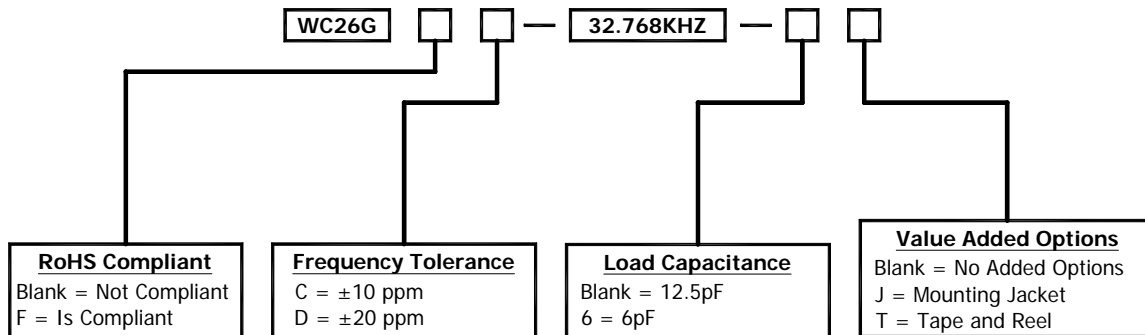 WC26G — 32.768KHZ —
RoHS Compliant
Blank = Not Compliant
F = Is Compliant
Frequency Tolerance
C = ±10 ppm
D = ±20 ppm
Load Capacitance
Blank = 12.5pF
6 = 6pF
Value Added Options
Blank = No Added Options
J = Mounting Jacket
T = Tape and Reel